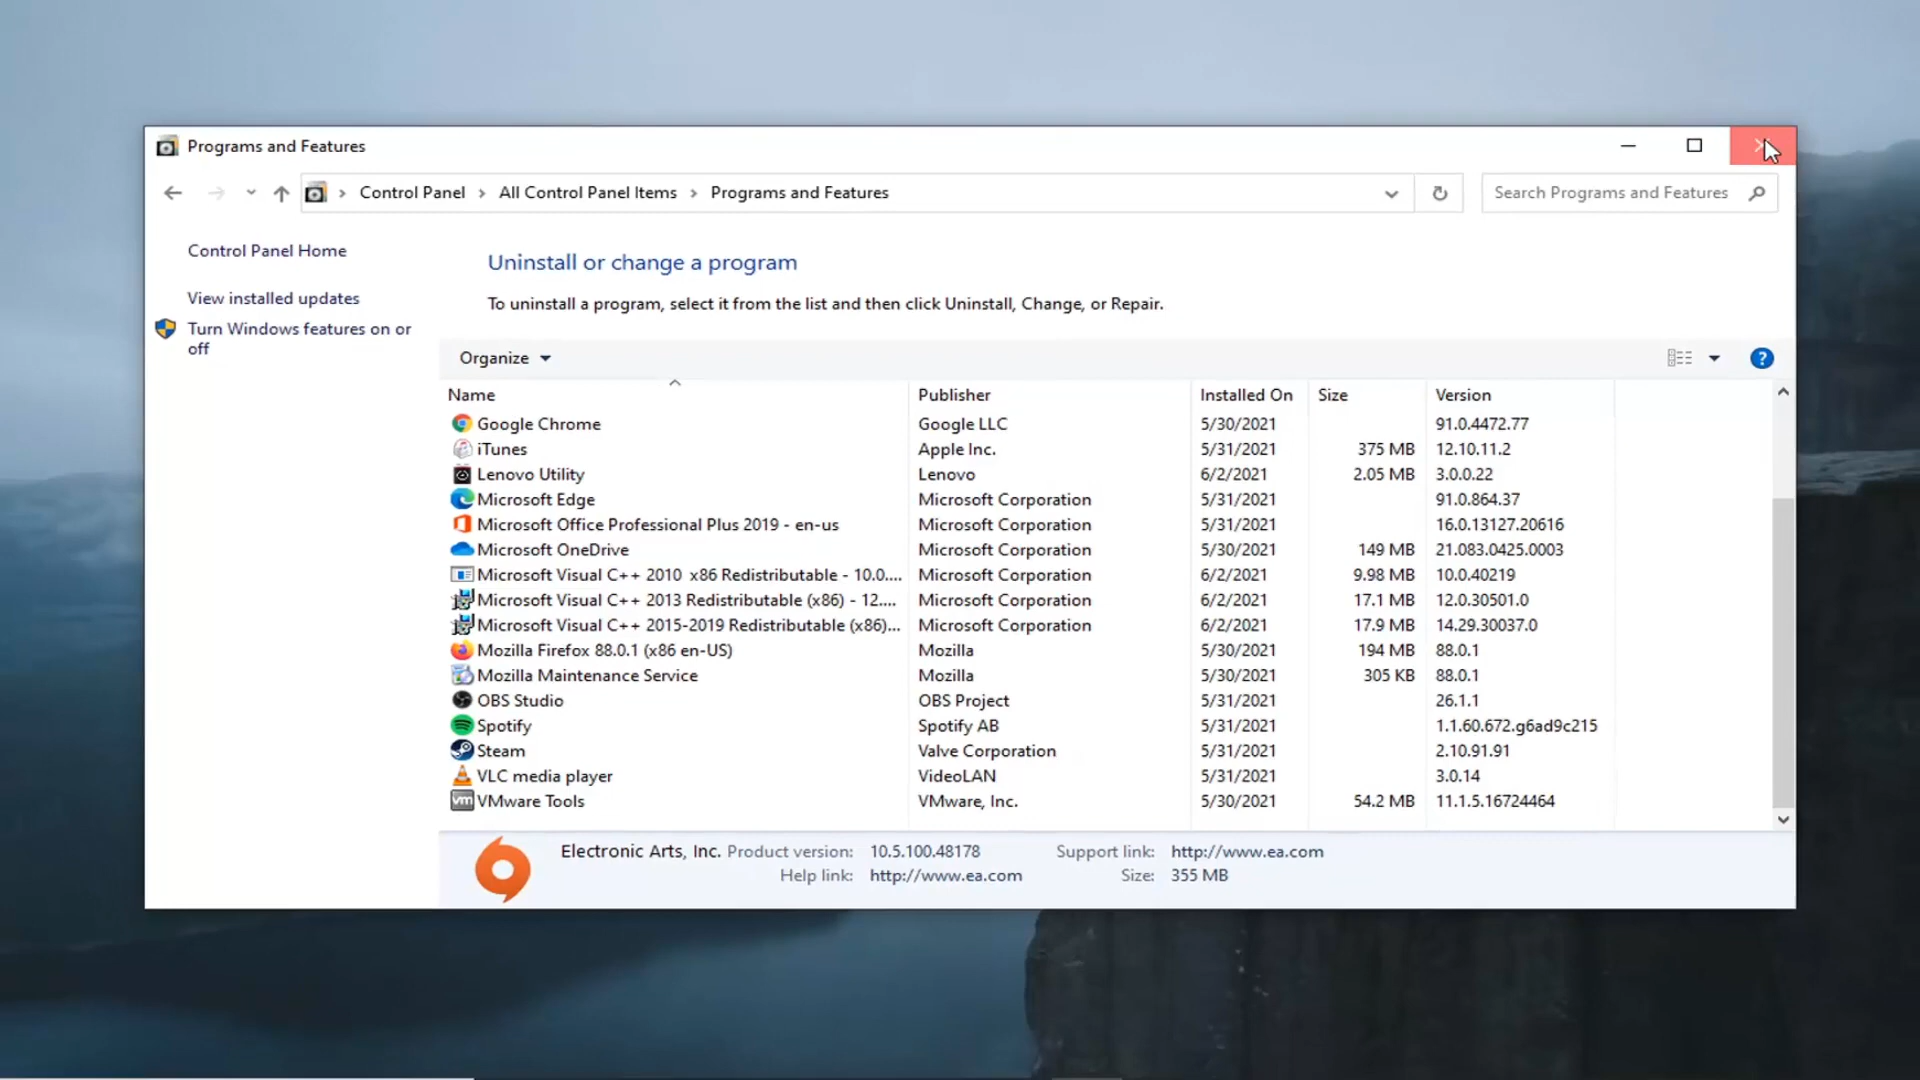 Programs and Features
Control Panel > All Control Panel Items > Programs and Features
Search Programs and Features
Control Panel Home
View installed updates
Turn Windows features on or
off
Uninstall or change a program
To uninstall a program, select it from the list and then click Uninstall, Change, or Repair.
Organize
Name Publisher Installed On Size Version
Google Chrome Google LLC 5/30/2021 91.0.4472.77
iTunes Apple Inc. 5/31/2021 375 MB 12.10.11.2
Lenovo Utility Lenovo 6/2/2021 2.05 MB 3.0.0.22
Microsoft Edge Microsoft Corporation 5/31/2021 91.0.864.37
Microsoft Office Professional Plus 2019 - en-us Microsoft Corporation 5/31/2021 16.0.13127.20616
Microsoft OneDrive Microsoft Corporation 5/30/2021 149 MB 21.083.0425.0003
Microsoft Visual C++ 2010 x86 Redistributable - 10.0.... Microsoft Corporation 6/2/2021 9.98 MB 10.0.40219
Microsoft Visual C++ 2013 Redistributable (x86) - 12.... Microsoft Corporation 6/2/2021 17.1 MB 12.0.30501.0
Microsoft Visual C++ 2015-2019 Redistributable (x86)... Microsoft Corporation 6/2/2021 17.9 MB 14.29.30037.0
Mozilla Firefox 88.0.1 (x86 en-US) Mozilla 5/30/2021 194 MB 88.0.1
Mozilla Maintenance Service Mozilla 5/30/2021 305 KB 88.0.1
OBS Studio OBS Project 5/31/2021 26.1.1
Spotify Spotify AB 5/31/2021 1.1.60.672.g6ad9c215
Steam Valve Corporation 5/31/2021 2.10.91.91
VLC media player VideoLAN 5/31/2021 3.0.14
vm VMware Tools VMware, Inc. 5/30/2021 54.2 MB 11.1.5.16724464
Electronic Arts, Inc. Product version: 10.5.100.48178 Support link: http://www.ea.com
Help link: http://www.ea.com Size: 355 MB